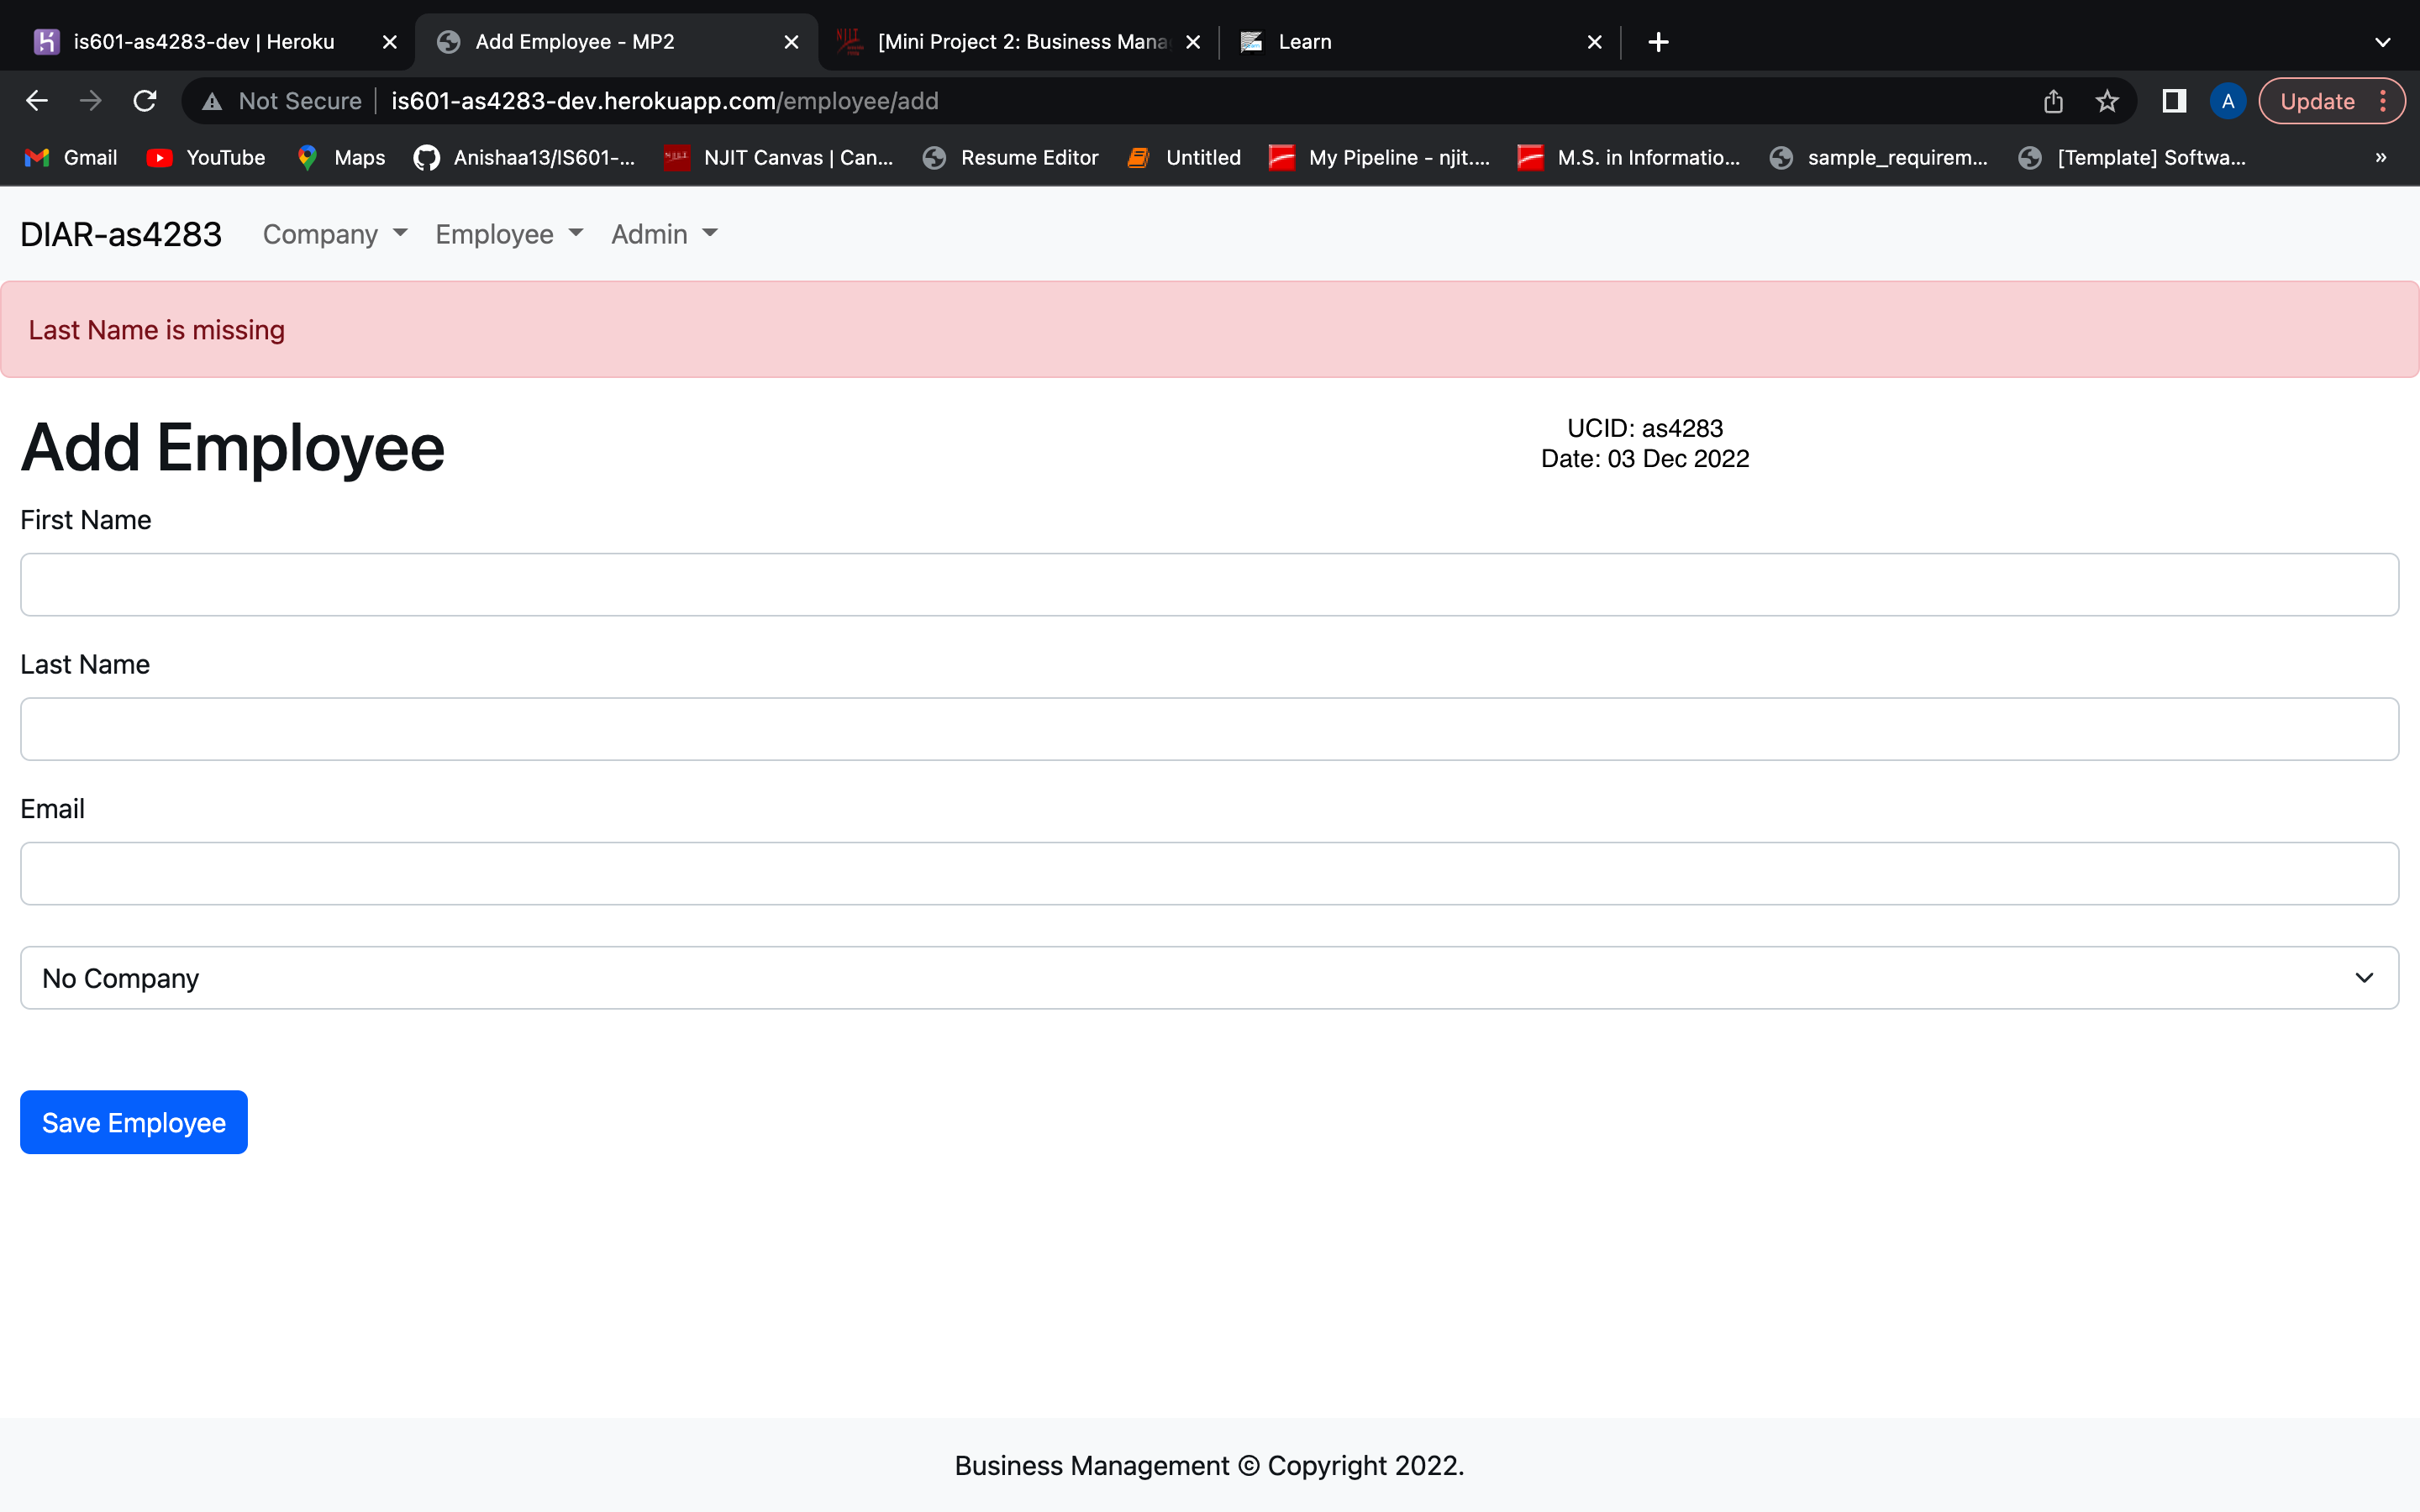 is601-as4283-dev | Heroku
Add Employee - MP2
[Mini Project 2: Business Mana
Learn
Not Secure
is601-as4283-dev.herokuapp.com/employee/add
A
Update
Gmail
YouTube
Maps
Anishaa13/IS601-...
NJIT Canvas | Can...
Resume Editor
Untitled
My Pipeline - njit....
M.S. in Informatio...
sample_requirem...
[Template] Softwa...
»
DIAR-as4283
Company
Employee
Admin
Last Name is missing
Add Employee
UCID: as4283
Date: 03 Dec 2022
First Name
Last Name
Email
No Company
Save Employee
Business Management © Copyright 2022.